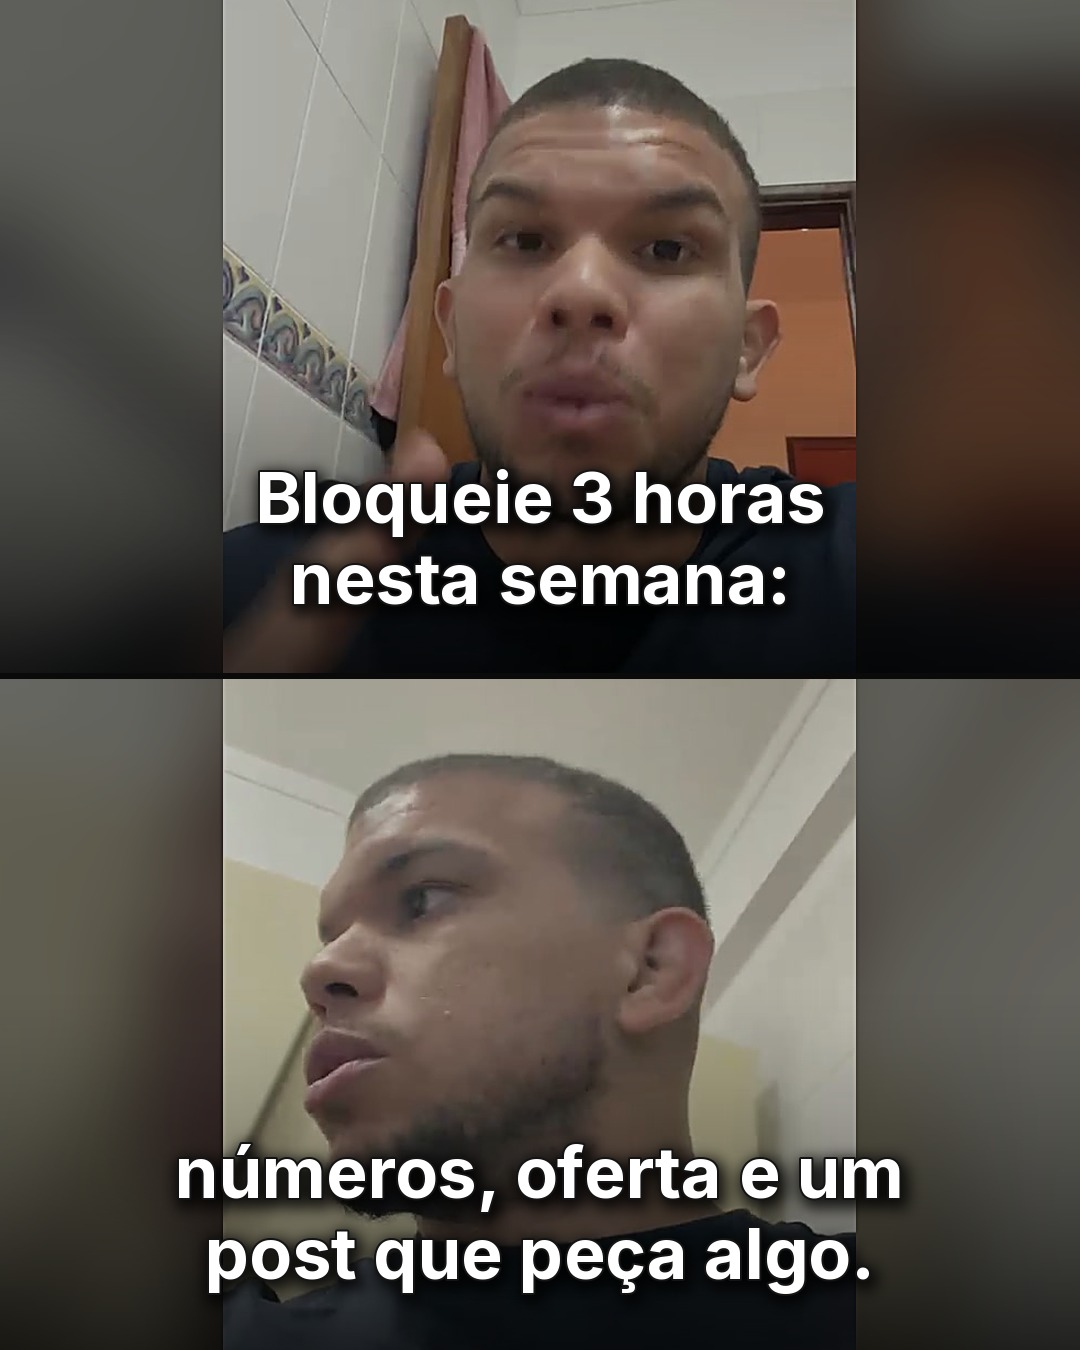 Bloqueie 3 horas
nesta semana:
números, oferta e um
post que peça algo.